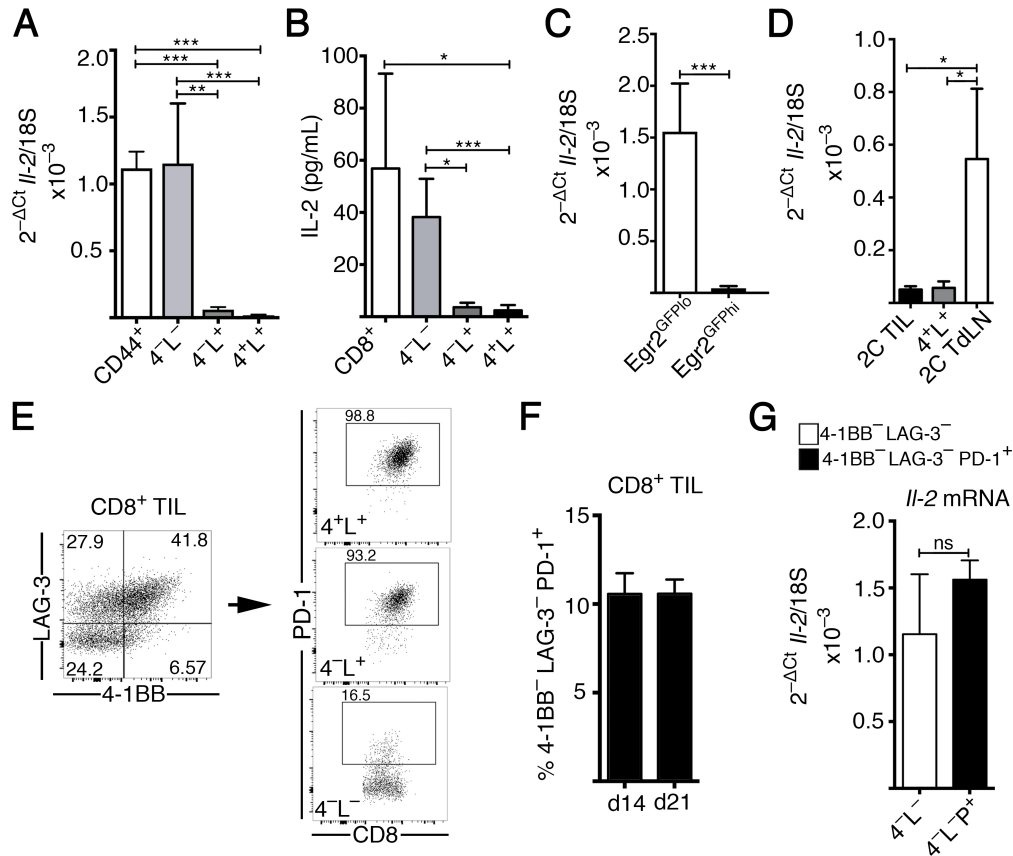 A
2^−ΔCt Il-2/18S
x10^−3
2.0
1.5
1.0
0.5
***
***
***
**
CD44⁺
4⁻L⁻
4⁻L⁺
4⁺L⁺
B
IL-2 (pg/mL)
100
80
60
40
20
*
***
*
CD8⁺
4⁻L⁻
4⁻L⁺
4⁺L⁺
C
2^−ΔCt Il-2/18S
x10^−3
2.5
2.0
1.5
1.0
0.5
***
Egr2^GFPlo
Egr2^GFPhi
D
2^−ΔCt Il-2/18S
x10^−3
1.0
0.8
0.6
0.4
0.2
*
*
2C TIL
4⁺L⁺
2C TdLN
E
CD8⁺ TIL
27.9
41.8
24.2
6.57
LAG-3
4-1BB
98.8
4⁺L⁺
93.2
4⁻L⁺
16.5
4⁻L⁻
PD-1
CD8
F
CD8⁺ TIL
% 4-1BB⁻ LAG-3⁻ PD-1⁺
15
10
5
d14 d21
G
4-1BB⁻ LAG-3⁻
4-1BB⁻ LAG-3⁻ PD-1⁺
Il-2 mRNA
2^−ΔCt Il-2/18S
x10^−3
2.0
1.5
1.0
0.5
ns
4⁻L⁻
4⁻L⁻P⁺